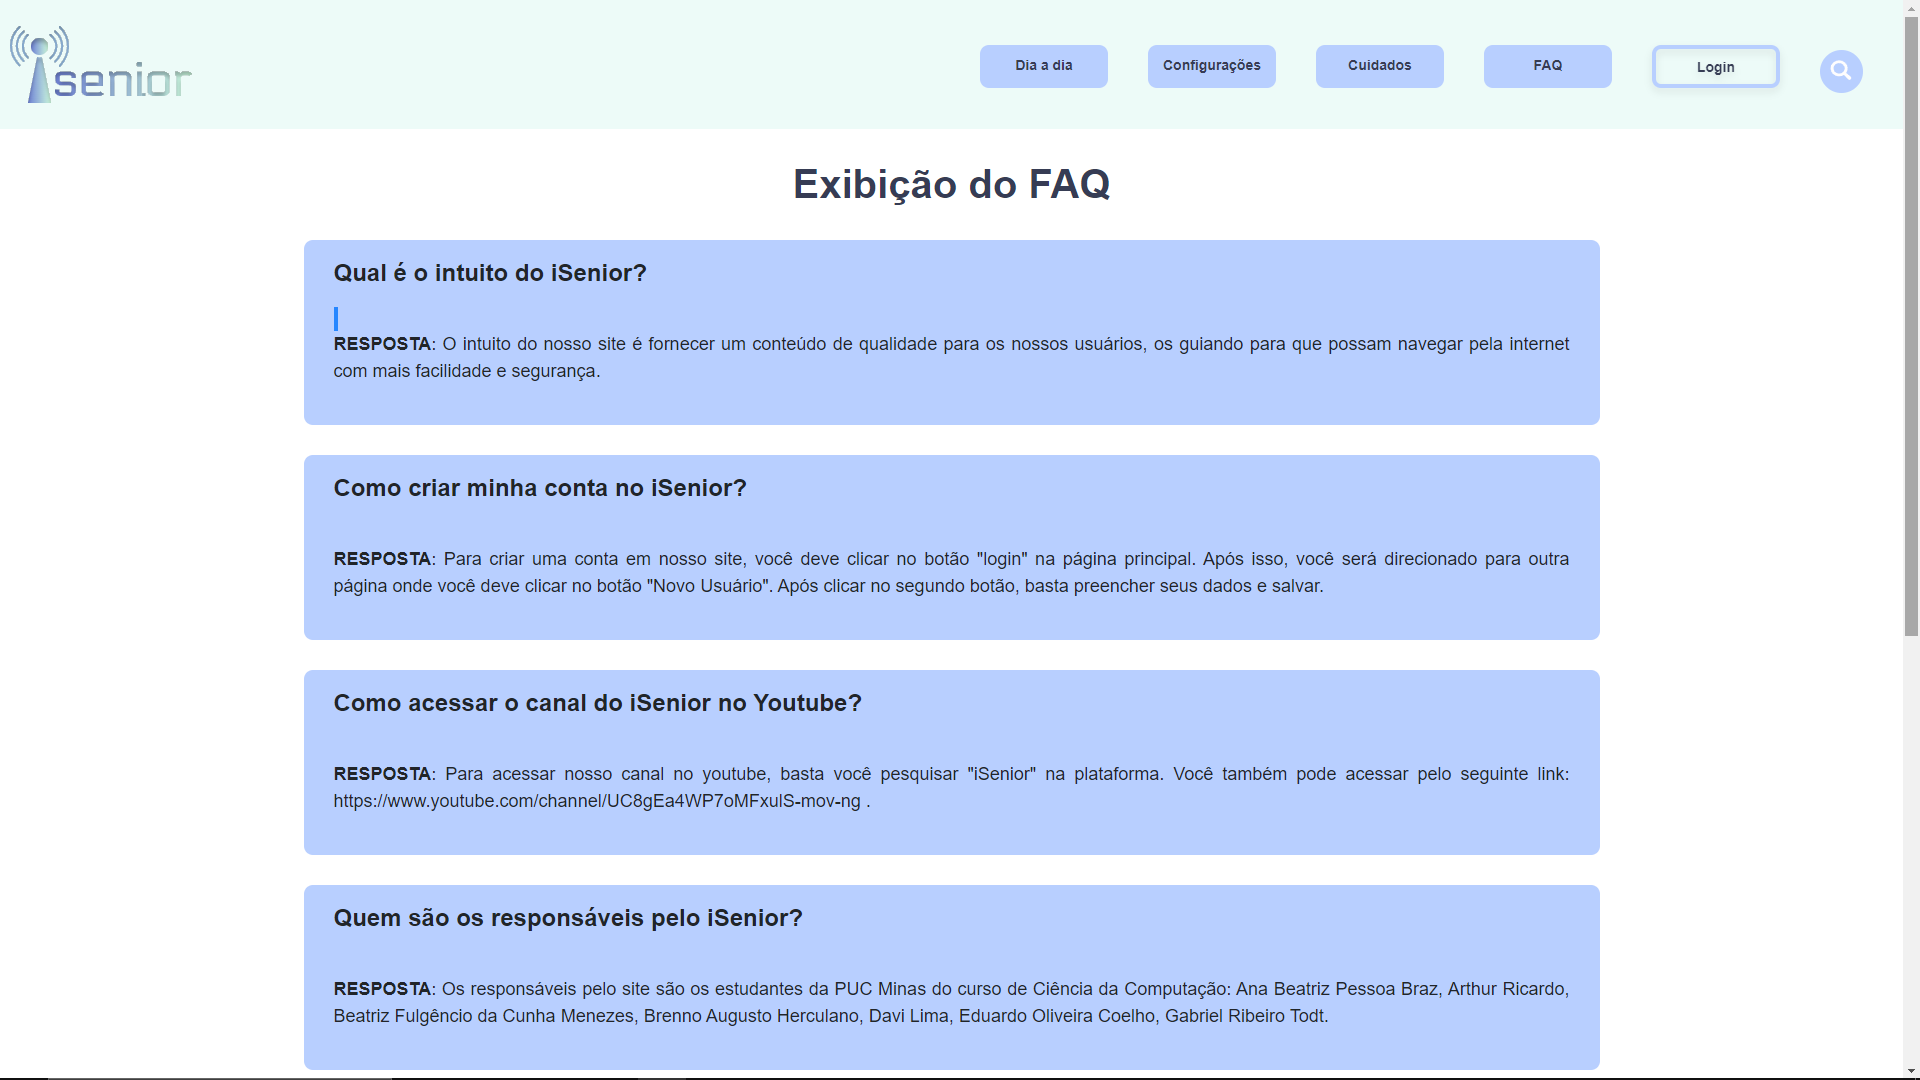 isenior
Dia a dia
Configurações
Cuidados
FAQ
Login
Exibição do FAQ
Qual é o intuito do iSenior?
RESPOSTA: O intuito do nosso site é fornecer um conteúdo de qualidade para os nossos usuários, os guiando para que possam navegar pela internet
com mais facilidade e segurança.
Como criar minha conta no iSenior?
RESPOSTA: Para criar uma conta em nosso site, você deve clicar no botão "login" na página principal. Após isso, você será direcionado para outra
página onde você deve clicar no botão "Novo Usuário". Após clicar no segundo botão, basta preencher seus dados e salvar.
Como acessar o canal do iSenior no Youtube?
RESPOSTA: Para acessar nosso canal no youtube, basta você pesquisar "iSenior" na plataforma. Você também pode acessar pelo seguinte link:
https://www.youtube.com/channel/UC8gEa4WP7oMFxulS-mov-ng .
Quem são os responsáveis pelo iSenior?
RESPOSTA: Os responsáveis pelo site são os estudantes da PUC Minas do curso de Ciência da Computação: Ana Beatriz Pessoa Braz, Arthur Ricardo,
Beatriz Fulgêncio da Cunha Menezes, Brenno Augusto Herculano, Davi Lima, Eduardo Oliveira Coelho, Gabriel Ribeiro Todt.